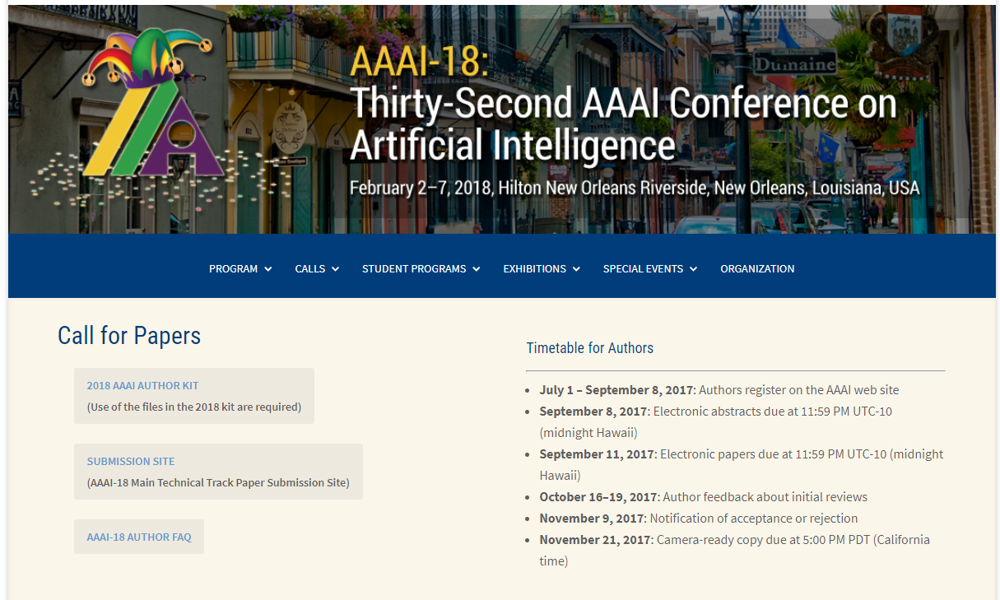 AAAI-18:
Thirty-Second AAAI Conference on
Artificial Intelligence
February 2–7, 2018, Hilton New Orleans Riverside, New Orleans, Louisiana, USA
Dumaine
PROGRAM CALLS STUDENT PROGRAMS EXHIBITIONS SPECIAL EVENTS ORGANIZATION
Call for Papers
2018 AAAI AUTHOR KIT
(Use of the files in the 2018 kit are required)
SUBMISSION SITE
(AAAI-18 Main Technical Track Paper Submission Site)
AAAI-18 AUTHOR FAQ
Timetable for Authors
July 1 – September 8, 2017: Authors register on the AAAI web site
September 8, 2017: Electronic abstracts due at 11:59 PM UTC-10
(midnight Hawaii)
September 11, 2017: Electronic papers due at 11:59 PM UTC-10 (midnight
Hawaii)
October 16–19, 2017: Author feedback about initial reviews
November 9, 2017: Notification of acceptance or rejection
November 21, 2017: Camera-ready copy due at 5:00 PM PDT (California
time)